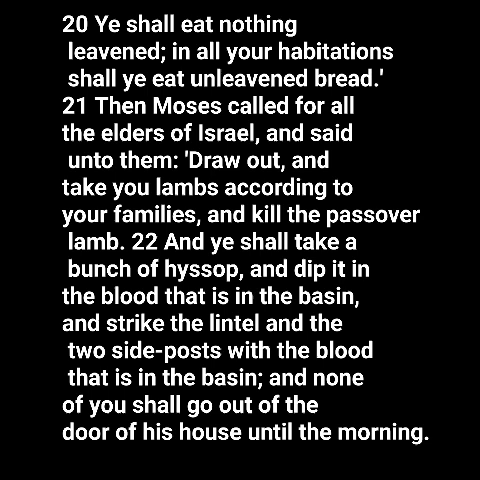 20 Ye shall eat nothing
leavened; in all your habitations
shall ye eat unleavened bread.'
21 Then Moses called for all
the elders of Israel, and said
unto them: 'Draw out, and
take you lambs according to
your families, and kill the passover
lamb. 22 And ye shall take a
bunch of hyssop, and dip it in
the blood that is in the basin,
and strike the lintel and the
two side-posts with the blood
that is in the basin; and none
of you shall go out of the
door of his house until the morning.